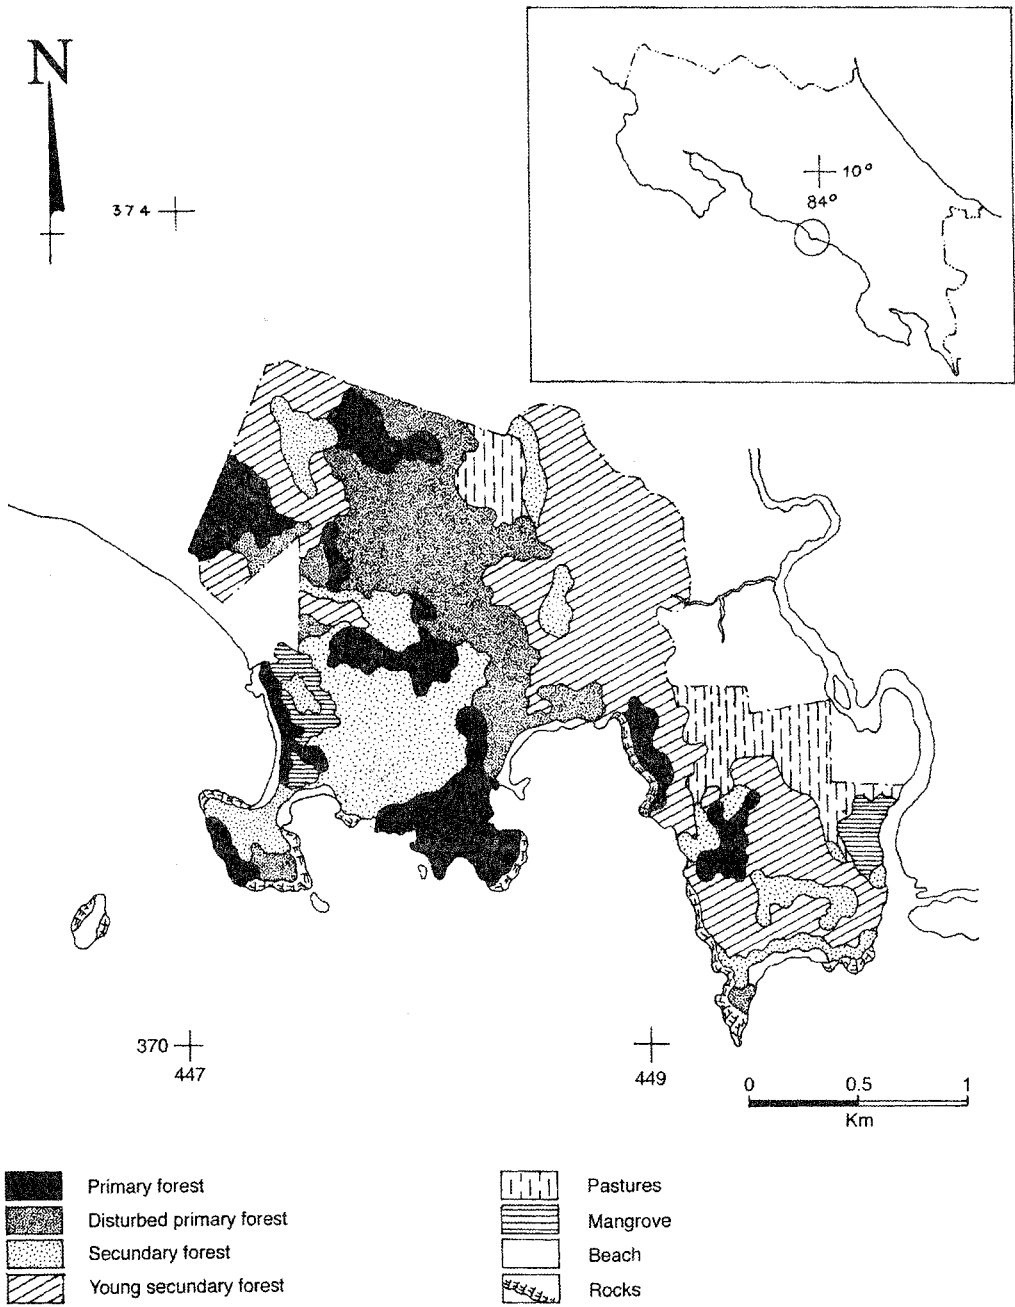 N
374
10°
84°
370
447
449
0 0.5 1
Km
Primary forest
Disturbed primary forest
Secundary forest
Young secundary forest
Pastures
Mangrove
Beach
Rocks